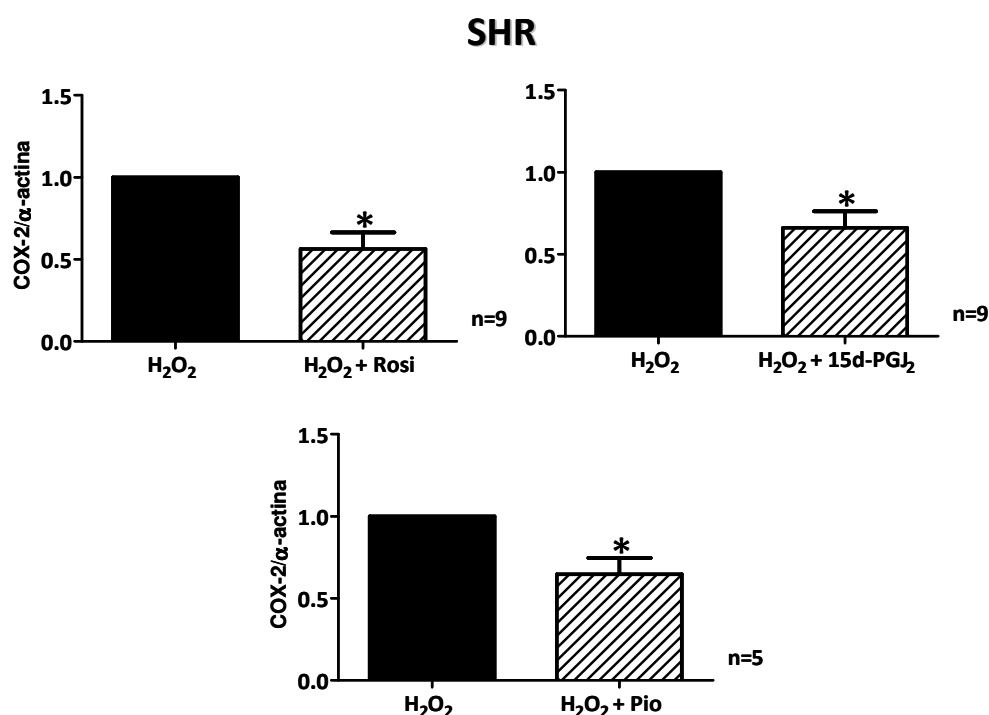 SHR
COX-2/α-actina
1.5
1.0
0.5
0.0
H₂O₂
H₂O₂ + Rosi
*
n=9
1.5
1.0
0.5
0.0
H₂O₂
H₂O₂ + 15d-PGJ₂
*
n=9
COX-2/α-actina
1.5
1.0
0.5
0.0
H₂O₂
H₂O₂ + Pio
*
n=5